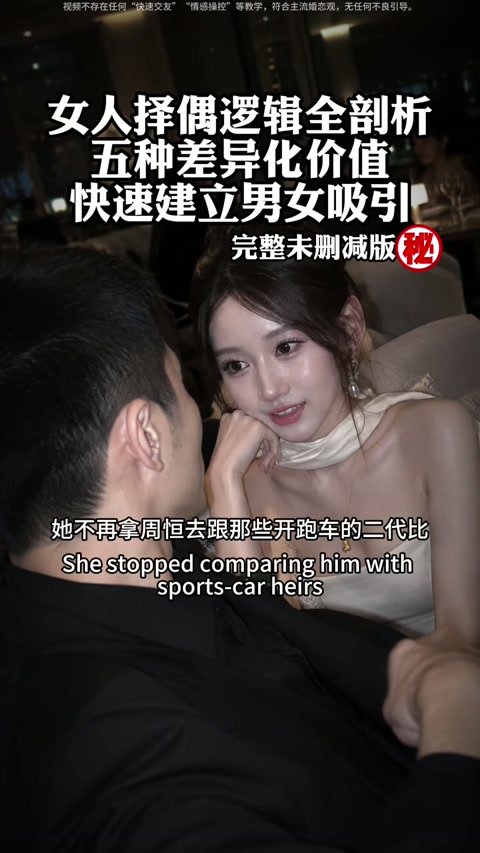 视频不存在任何“快速交友”“情感操控”等教学，符合主流婚恋观，无任何不良引导。
女人择偶逻辑全剖析
五种差异化价值
快速建立男女吸引
完整未删减版 秘
她不再拿周恒去跟那些开跑车的二代比
She stopped comparing him with
sports-car heirs